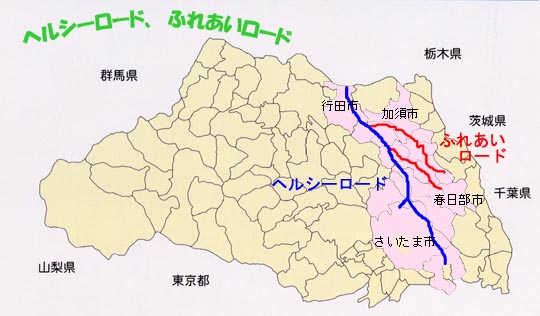 ヘルシーロード、ふれあいロード
栃木県
群馬県
行田市
加須市
茨城県
ふれあい
ロード
ヘルシーロード
千葉県
春日部市
さいたま市
山梨県
東京都